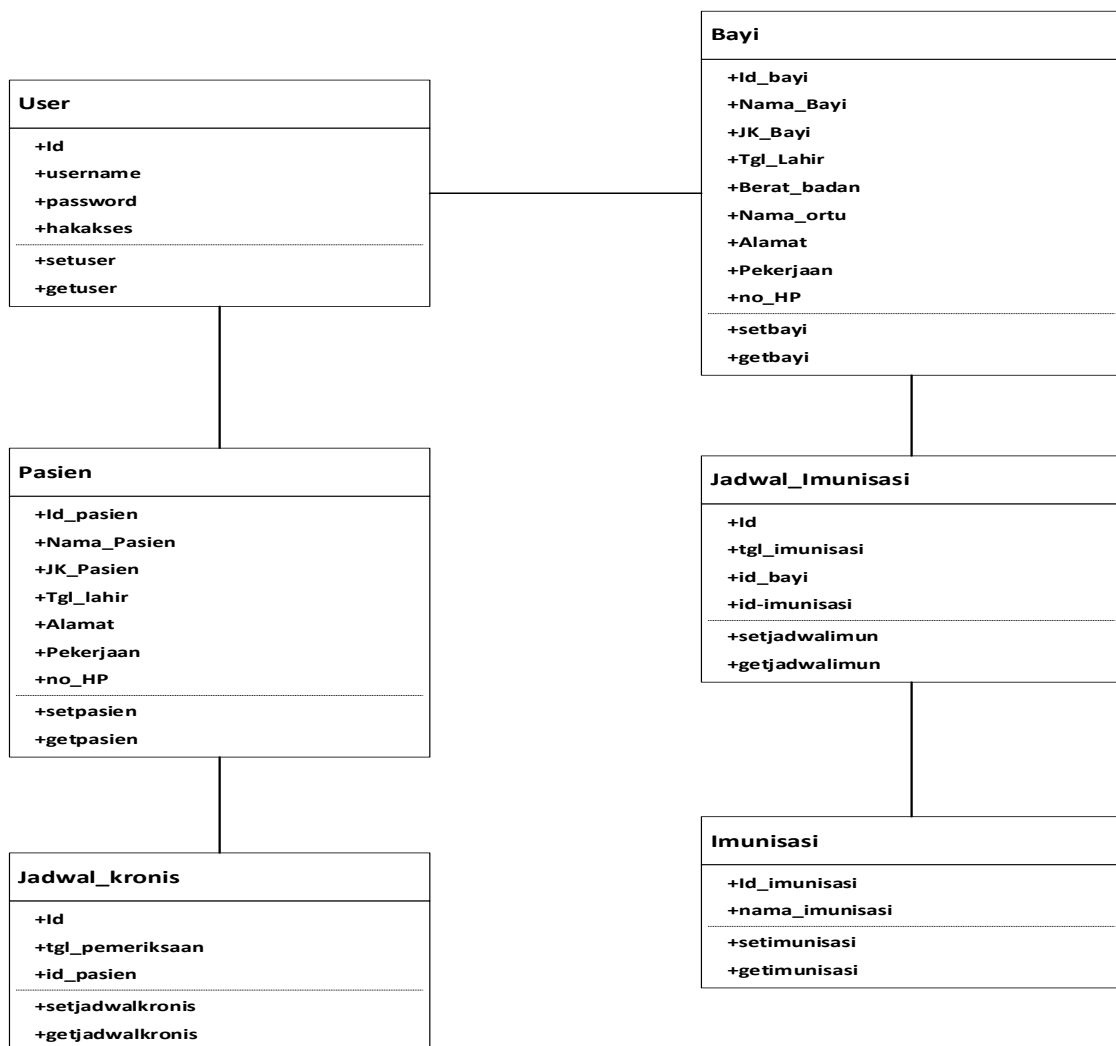 User
+Id
+username
+password
+hakakses
+setuser
+getuser
Bayi
+Id_bayi
+Nama_Bayi
+JK_Bayi
+Tgl_Lahir
+Berat_badan
+Nama_ortu
+Alamat
+Pekerjaan
+no_HP
+setbayi
+getbayi
Pasien
+Id_pasien
+Nama_Pasien
+JK_Pasien
+Tgl_lahir
+Alamat
+Pekerjaan
+no_HP
+setpasien
+getpasien
Jadwal_Imunisasi
+Id
+tgl_imunisasi
+id_bayi
+id-imunisasi
+setjadwalimun
+getjadwalimun
Jadwal_kronis
+Id
+tgl_pemeriksaan
+id_pasien
+setjadwalkronis
+getjadwalkronis
Imunisasi
+Id_imunisasi
+nama_imunisasi
+setimunisasi
+getimunisasi